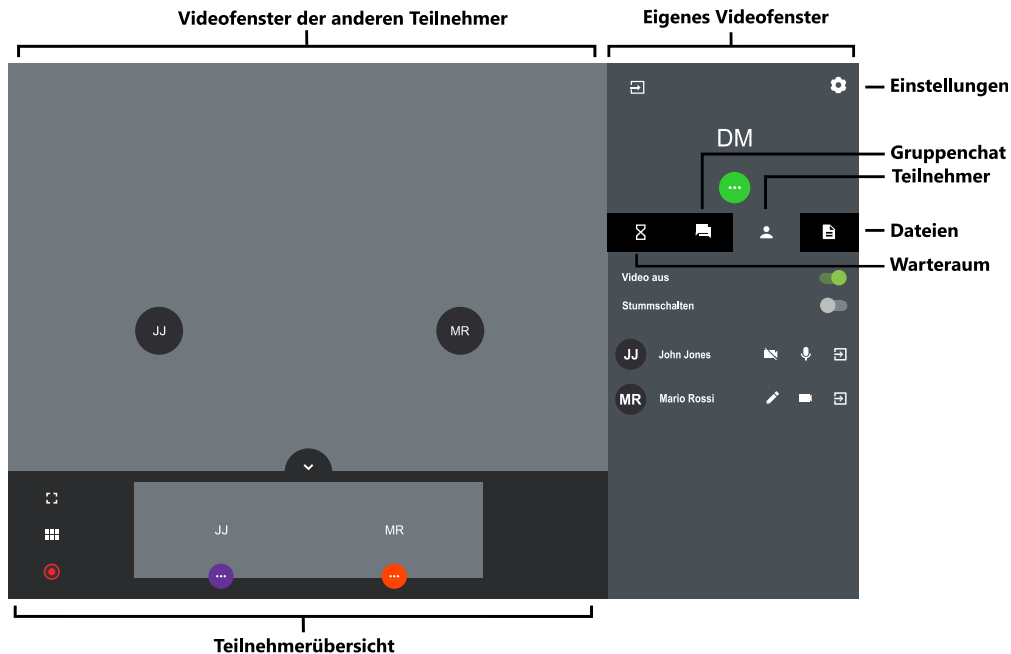 Videofenster der anderen Teilnehmer
Eigenes Videofenster
Einstellungen
DM
Gruppenchat
Teilnehmer
Dateien
Warteraum
Video aus
Stummschalten
JJ
MR
JJ John Jones
MR Mario Rossi
JJ
MR
Teilnehmerübersicht